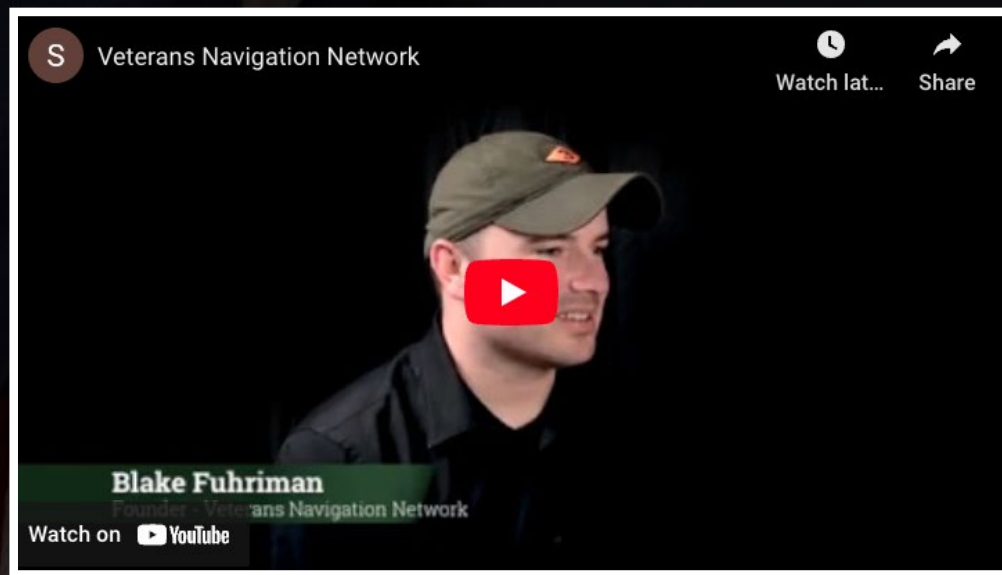 S
Veterans Navigation Network
Watch lat...
Share
Blake Fuhriman
Founder - Veterans Navigation Network
Watch on YouTube